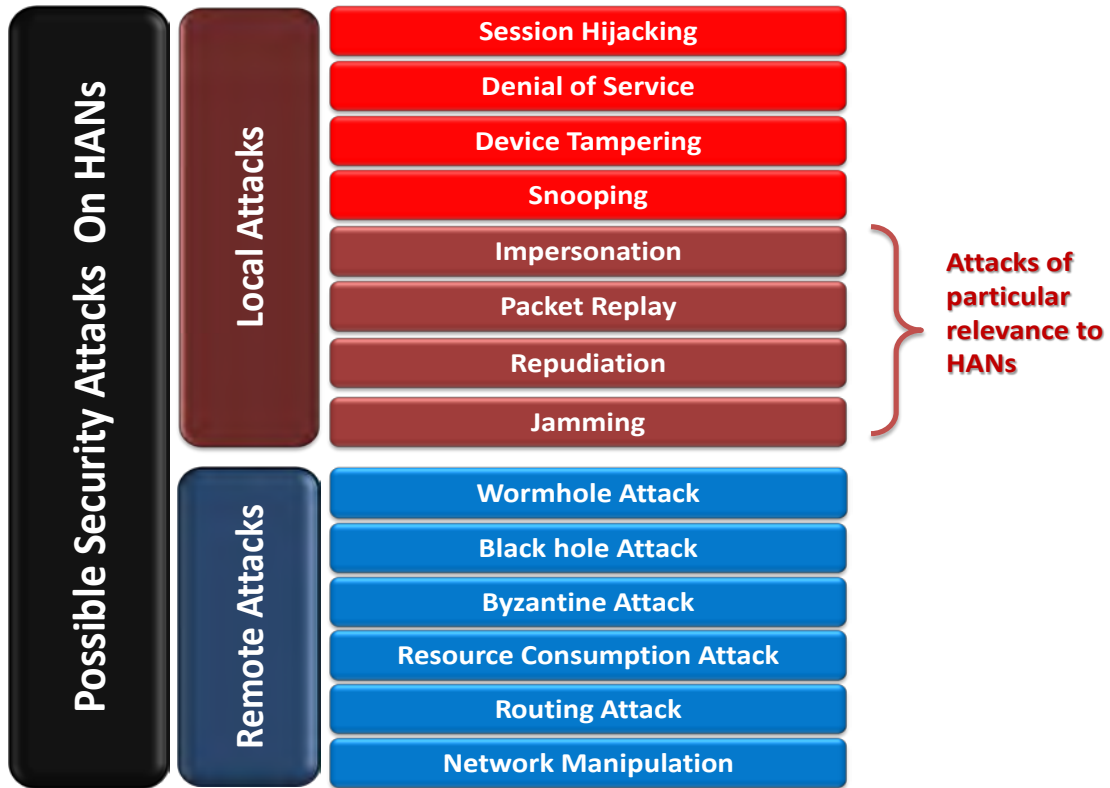 Possible Security Attacks On HANs
Local Attacks
Session Hijacking
Denial of Service
Device Tampering
Snooping
Impersonation
Packet Replay
Repudiation
Jamming
Attacks of
particular
relevance to
HANs
Remote Attacks
Wormhole Attack
Black hole Attack
Byzantine Attack
Resource Consumption Attack
Routing Attack
Network Manipulation